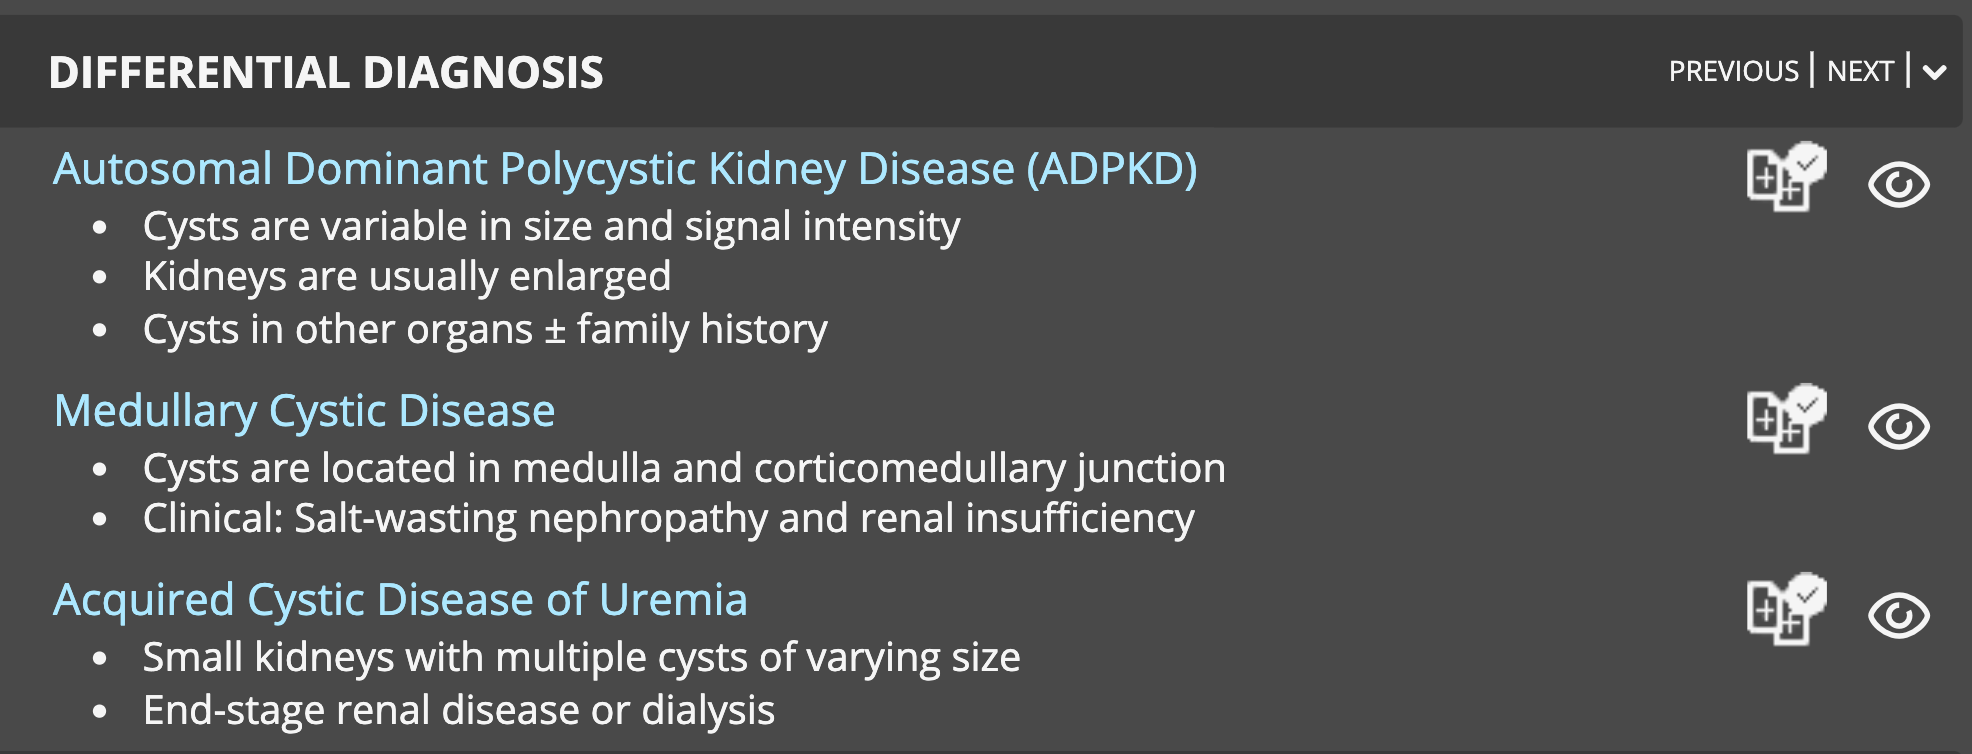 DIFFERENTIAL DIAGNOSIS
PREVIOUS | NEXT |
Autosomal Dominant Polycystic Kidney Disease (ADPKD)
• Cysts are variable in size and signal intensity
• Kidneys are usually enlarged
• Cysts in other organs ± family history
Medullary Cystic Disease
• Cysts are located in medulla and corticomedullary junction
• Clinical: Salt-wasting nephropathy and renal insufficiency
Acquired Cystic Disease of Uremia
• Small kidneys with multiple cysts of varying size
• End-stage renal disease or dialysis